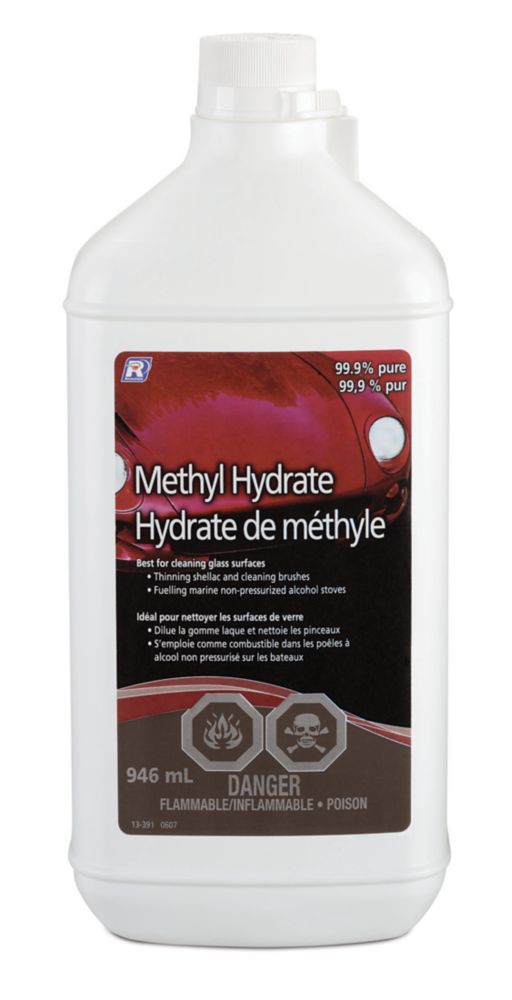 R
99.9% pure
99,9 % pur
Methyl Hydrate
Hydrate de méthyle
Best for cleaning glass surfaces
• Thinning shellac and cleaning brushes
• Fuelling marine non-pressurized alcohol stoves
Idéal pour nettoyer les surfaces de verre
• Dilue la gomme laque et nettoie les pinceaux
• S'emploie comme combustible dans les poêles à
alcool non pressurisé sur les bateaux
946 mL
DANGER
FLAMMABLE/INFLAMMABLE • POISON
13-391 0607